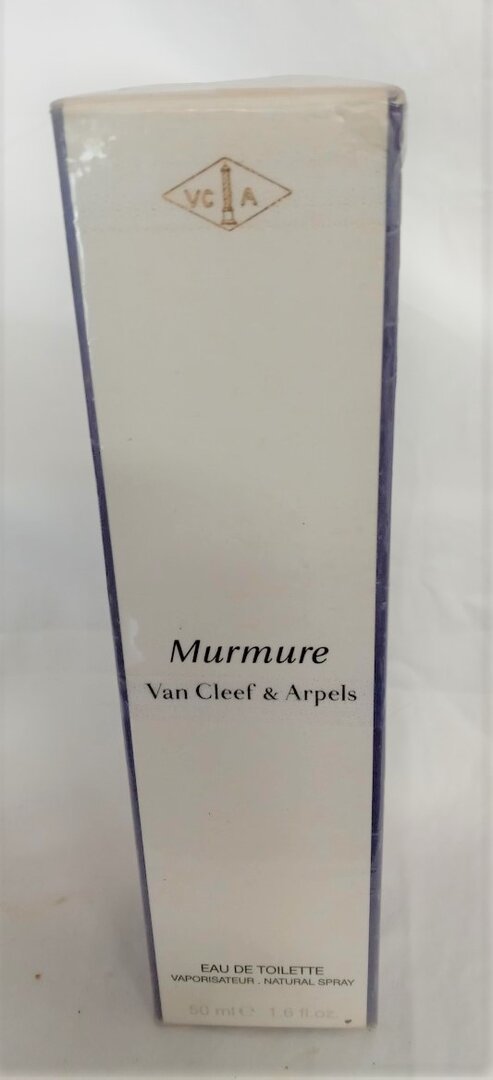 VC A
Murmure
Van Cleef & Arpels
EAU DE TOILETTE
VAPORISATEUR . NATURAL SPRAY
50 ml ℮ 1.6 fl.oz.